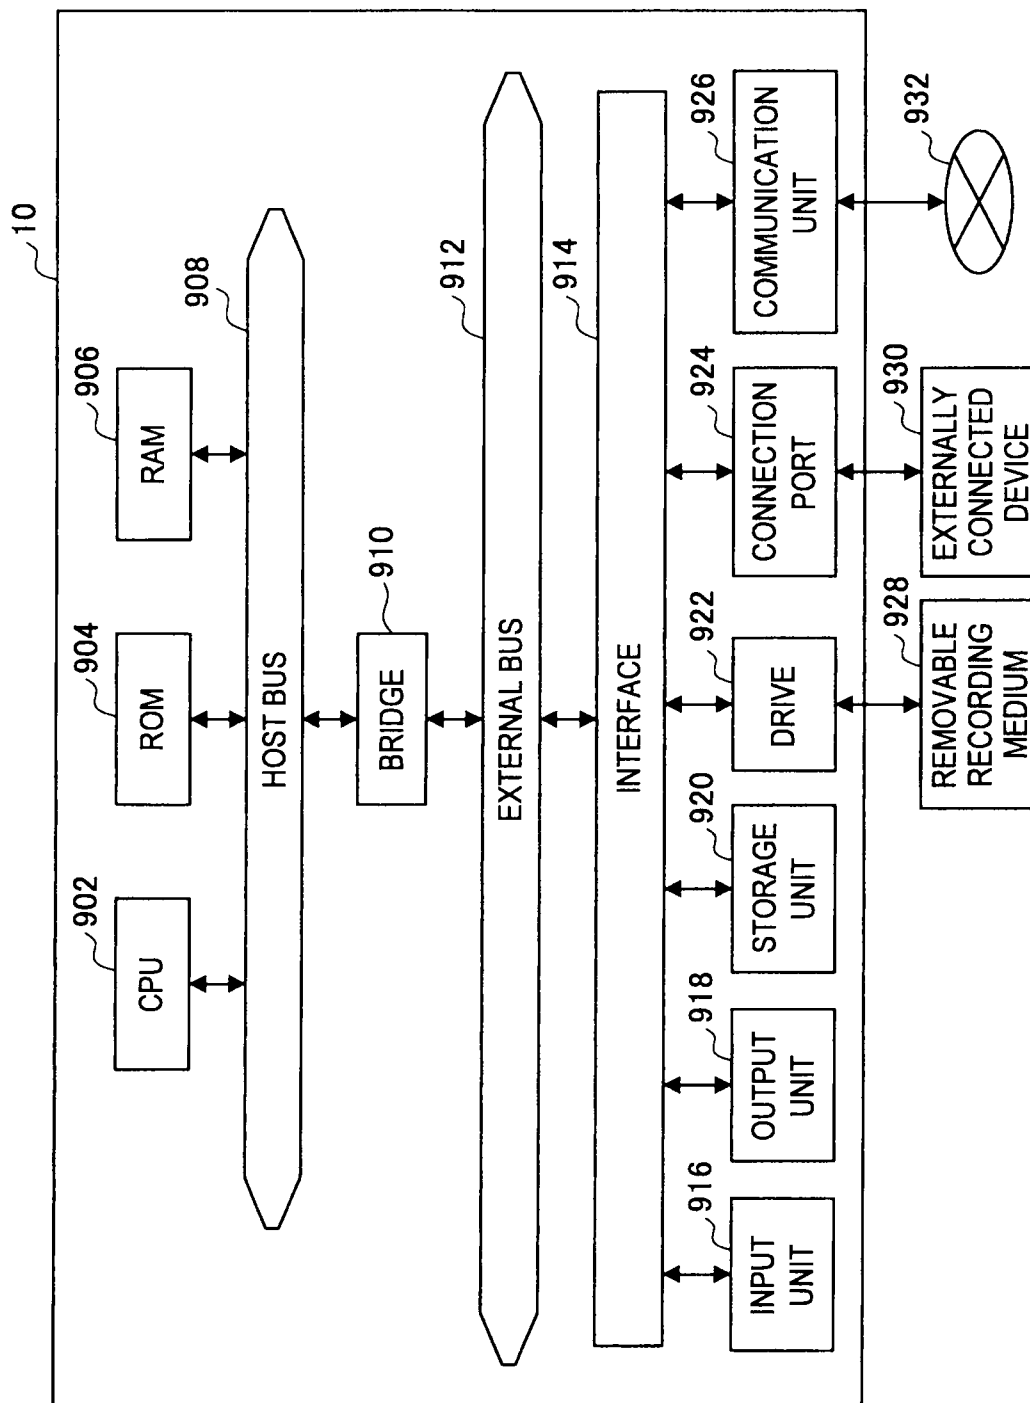 10
902
904
906
CPU
ROM
RAM
908
HOST BUS
910
BRIDGE
912
EXTERNAL BUS
914
INTERFACE
916
918
920
922
924
926
INPUT
UNIT
OUTPUT
UNIT
STORAGE
UNIT
DRIVE
CONNECTION
PORT
COMMUNICATION
UNIT
928
930
932
REMOVABLE
RECORDING
MEDIUM
EXTERNALLY
CONNECTED
DEVICE